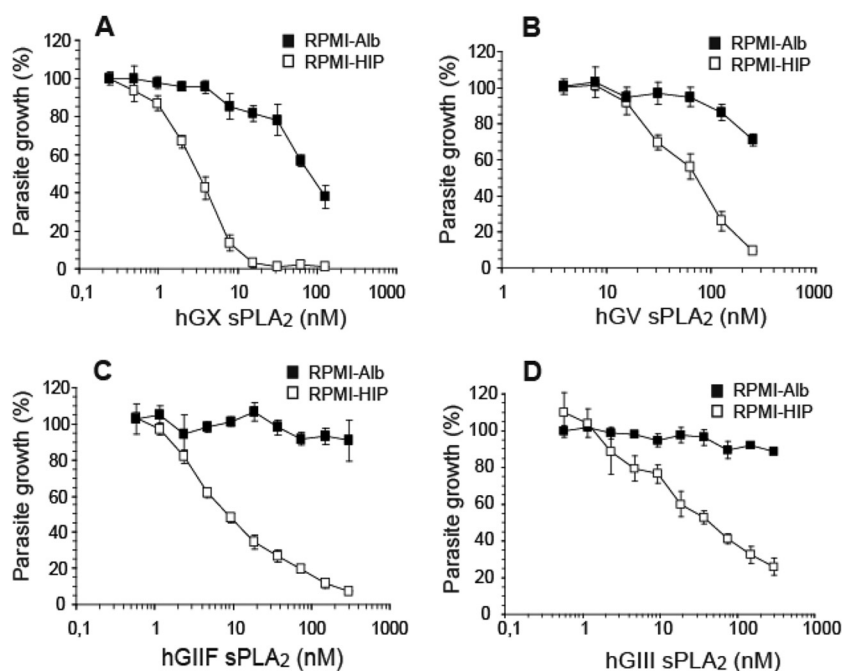 A
RPMI-Alb
RPMI-HIP
Parasite growth (%)
120
100
80
60
40
20
0
0,1 1 10 100 1000
hGX sPLA2 (nM)
B
RPMI-Alb
RPMI-HIP
Parasite growth (%)
120
100
80
60
40
20
0
1 10 100 1000
hGV sPLA2 (nM)
C
RPMI-Alb
RPMI-HIP
Parasite growth (%)
120
100
80
60
40
20
0
0,1 1 10 100 1000
hGIIF sPLA2 (nM)
D
RPMI-Alb
RPMI-HIP
Parasite growth (%)
120
100
80
60
40
20
0
0,1 1 10 100 1000
hGIII sPLA2 (nM)